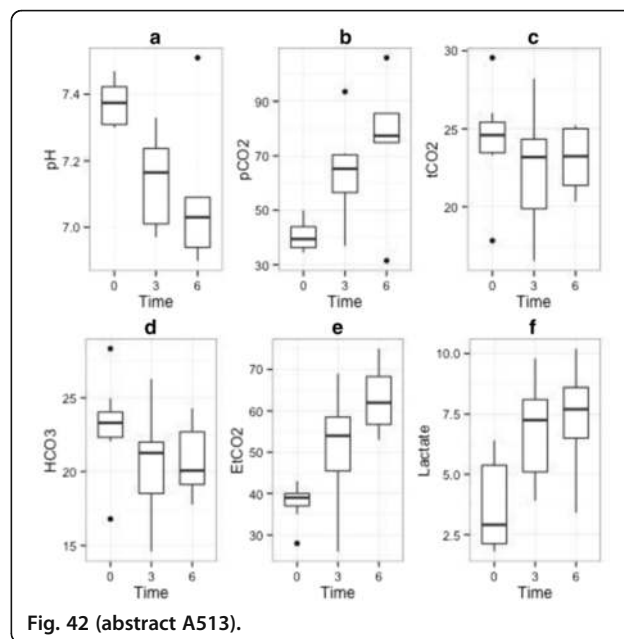 a
7.4
7.2
7.0
pH
0 3 6
Time
b
90
70
50
30
pCO2
0 3 6
Time
c
30
25
20
tCO2
0 3 6
Time
d
25
20
15
HCO3
0 3 6
Time
e
70
60
50
40
30
EtCO2
0 3 6
Time
f
10.0
7.5
5.0
2.5
Lactate
0 3 6
Time
Fig. 42 (abstract A513).